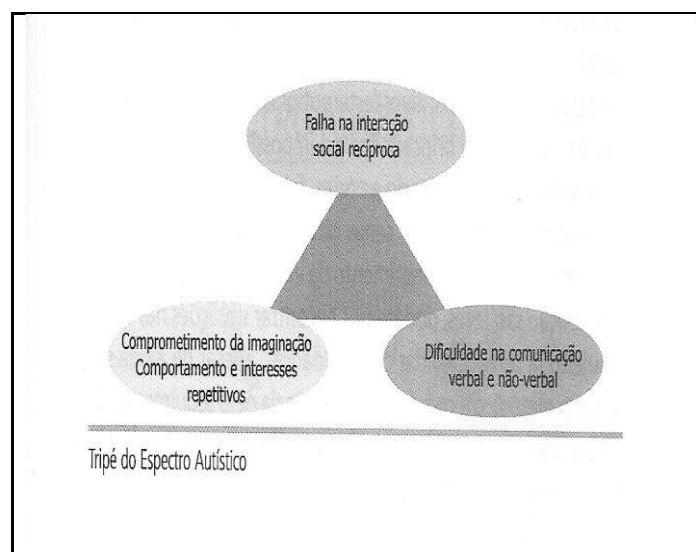 Falha na interação
social recíproca
Comprometimento da imaginação
Comportamento e interesses
repetitivos
Dificuldade na comunicação
verbal e não-verbal
Tripé do Espectro Autístico